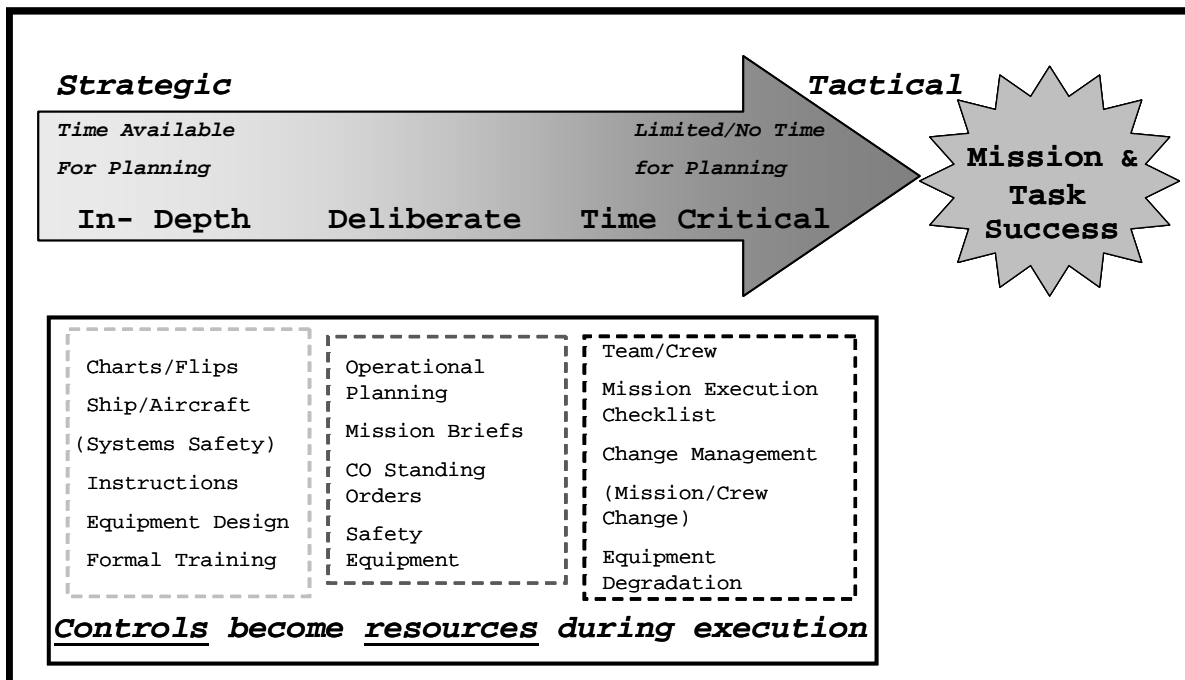 Strategic
Tactical
Time Available
For Planning
Limited/No Time
for Planning
In- Depth
Deliberate
Time Critical
Mission &
Task
Success
Charts/Flips
Ship/Aircraft
(Systems Safety)
Instructions
Equipment Design
Formal Training
Operational
Planning
Mission Briefs
CO Standing
Orders
Safety
Equipment
Team/Crew
Mission Execution
Checklist
Change Management
(Mission/Crew
Change)
Equipment
Degradation
Controls become resources during execution